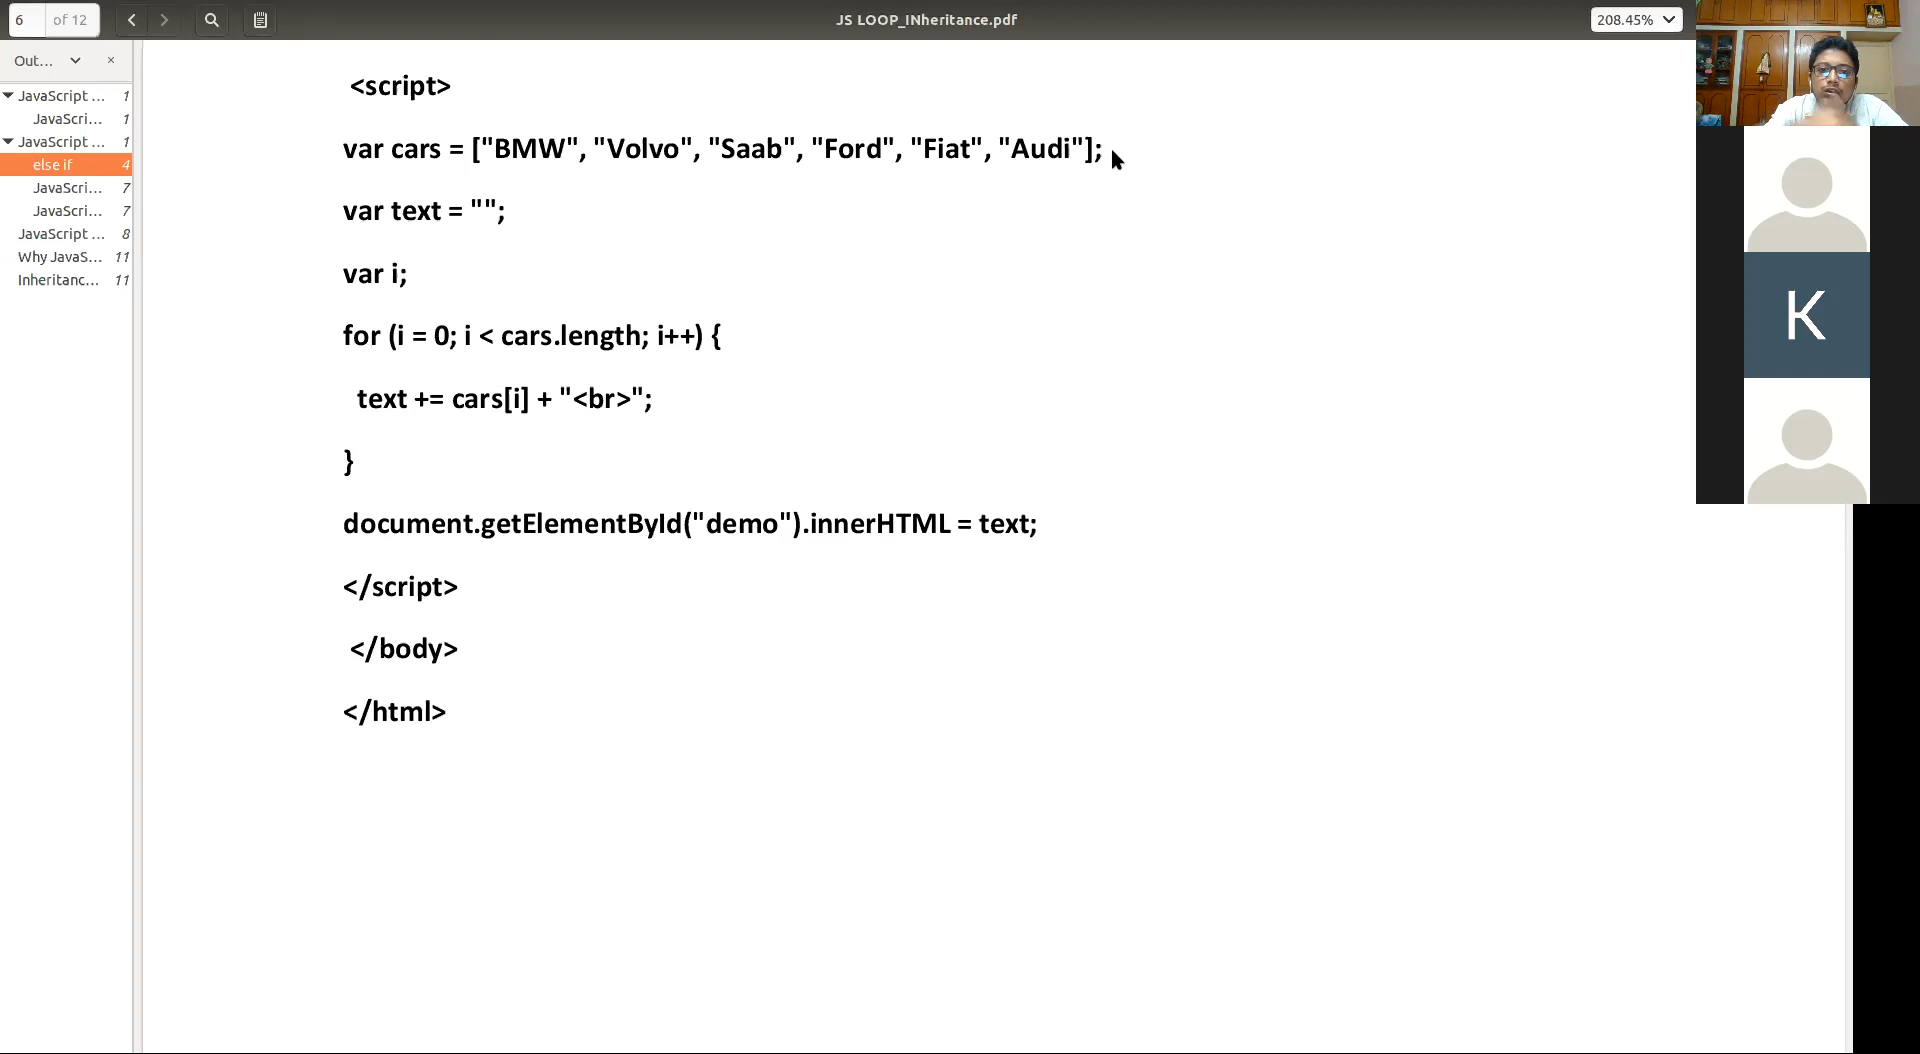 6 of 12
JS LOOP_INheritance.pdf
208.45%
Out...
×
JavaScript ... 1
JavaScri... 1
JavaScript ... 1
else if 4
JavaScri... 7
JavaScri... 7
JavaScript ... 8
Why JavaS... 11
Inheritanc... 11
<script>
var cars = ["BMW", "Volvo", "Saab", "Ford", "Fiat", "Audi"];
var text = "";
var i;
for (i = 0; i < cars.length; i++) {
text += cars[i] + "<br>";
}
document.getElementById("demo").innerHTML = text;
</script>
</body>
</html>
K